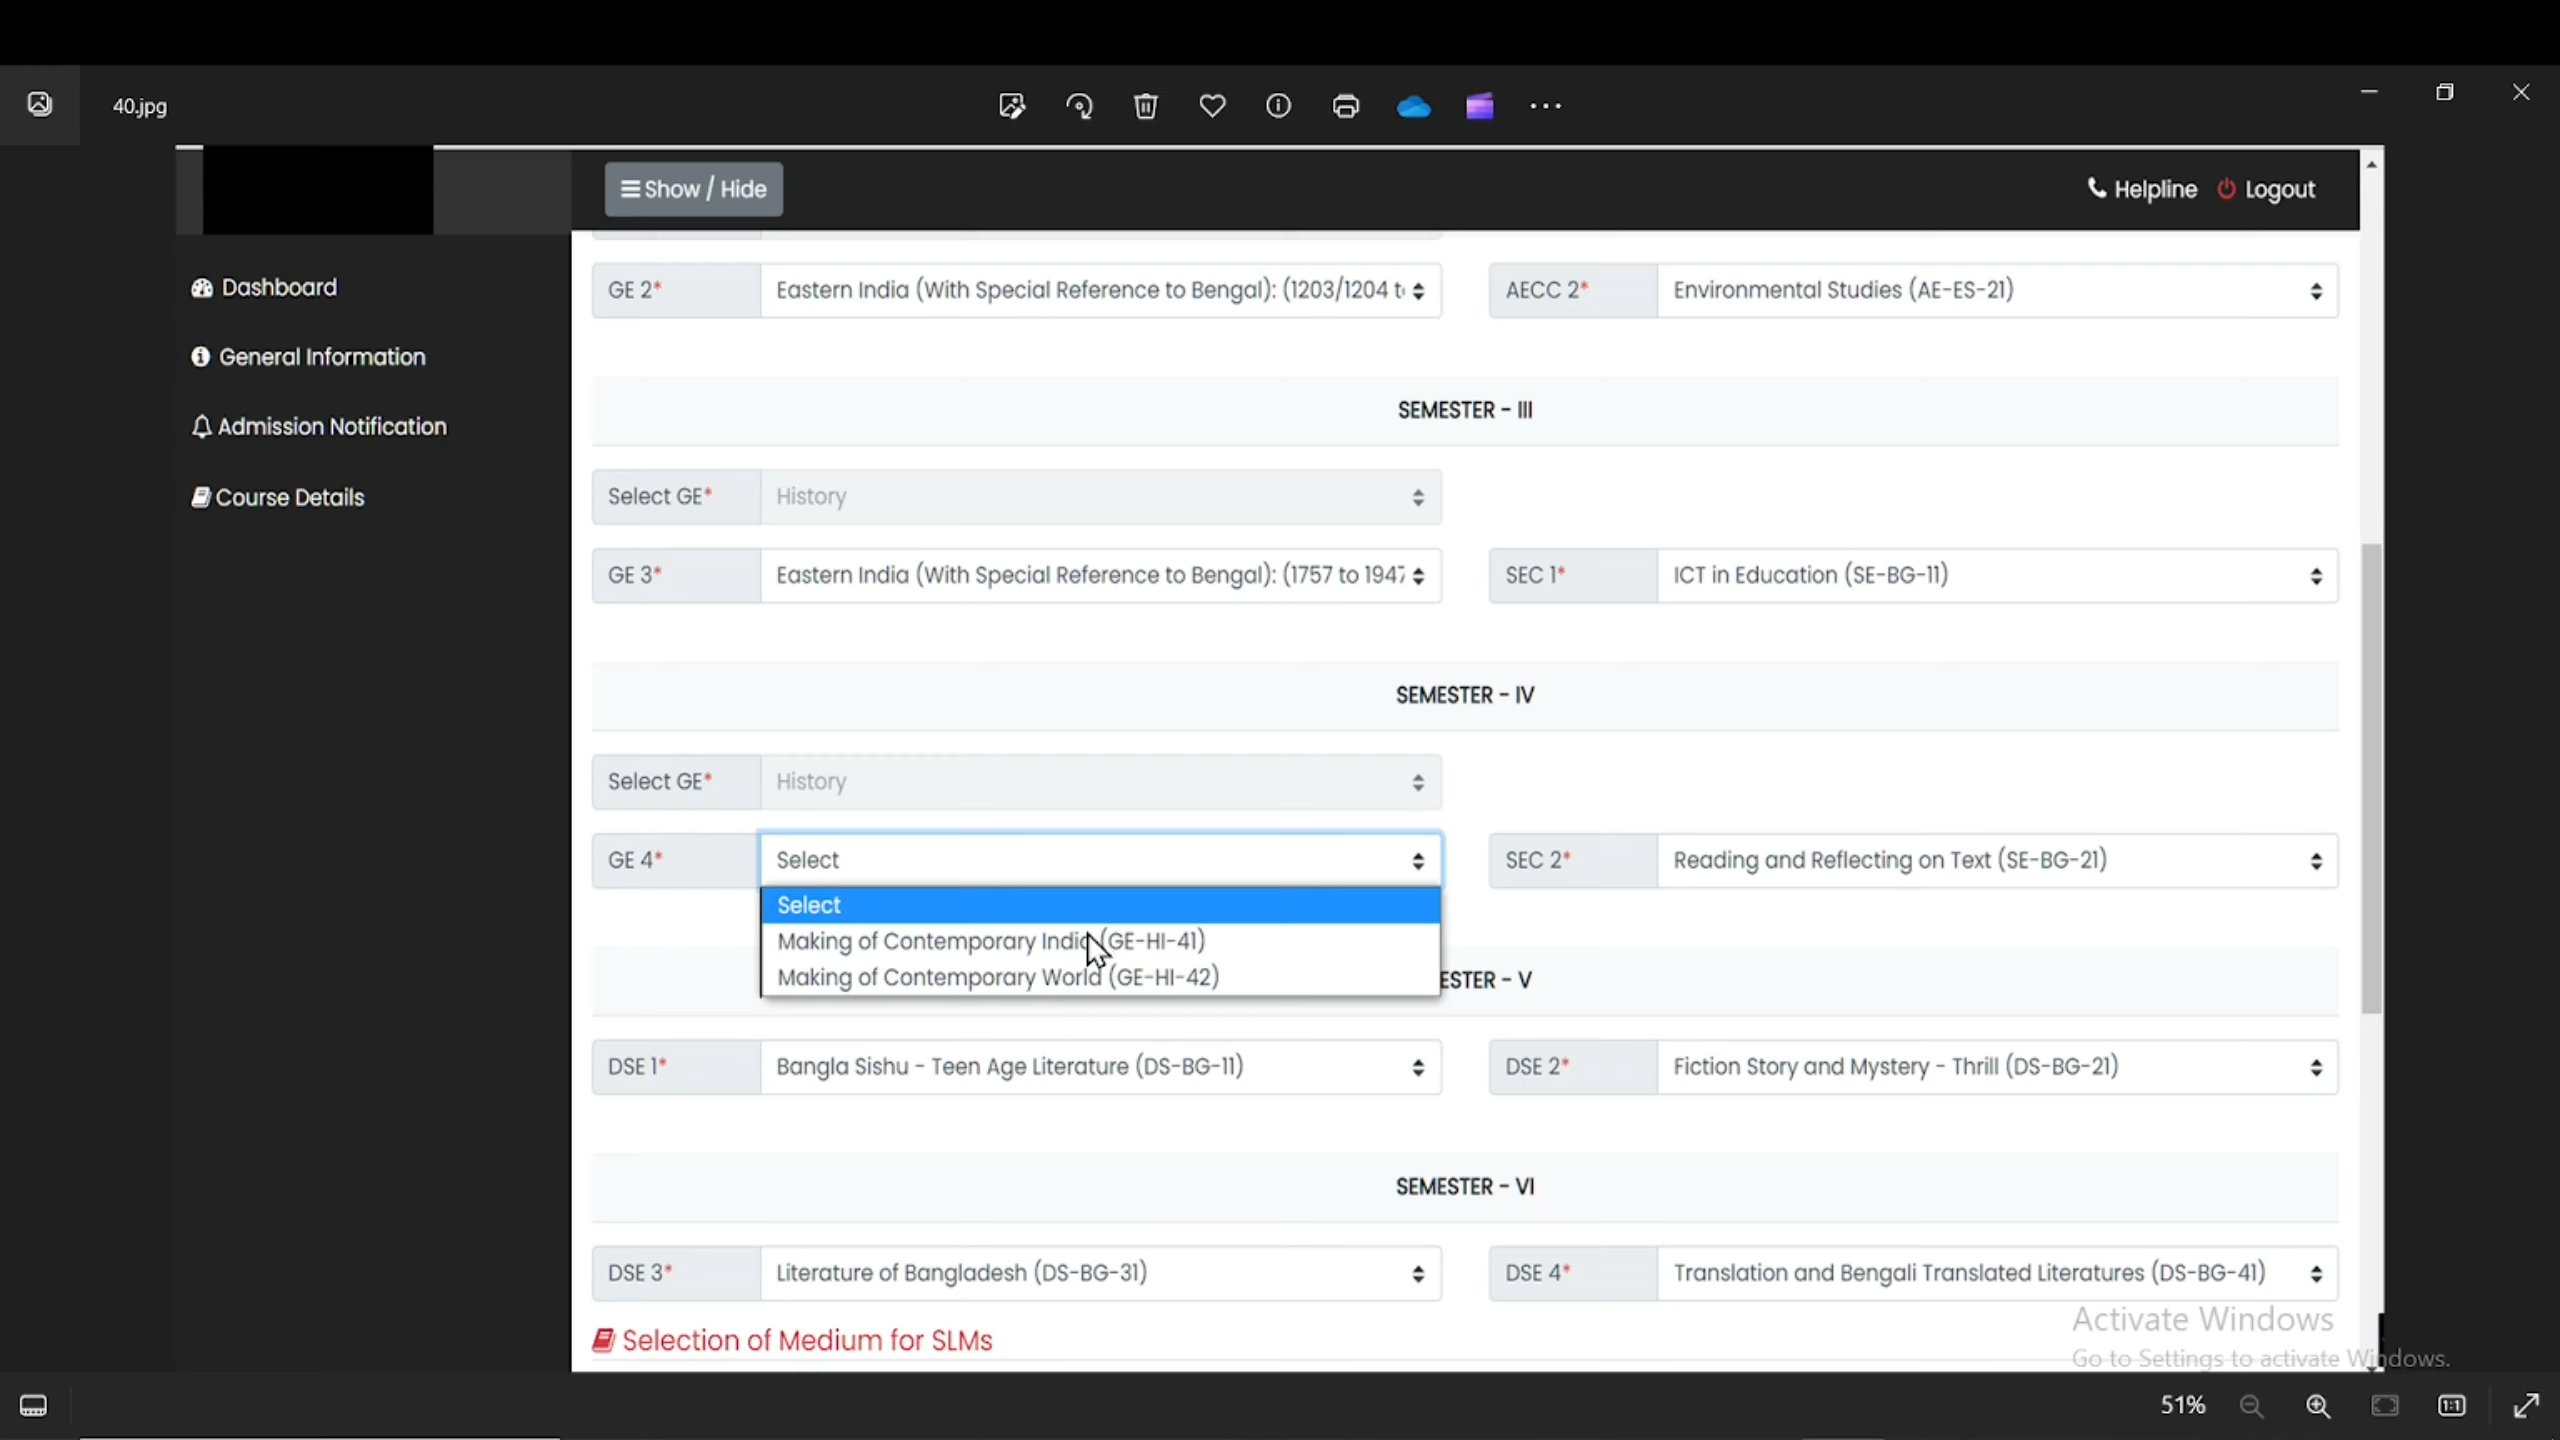 40.jpg
Show / Hide
Helpline
Logout
Dashboard
General Information
Admission Notification
Course Details
GE 2* Eastern India (With Special Reference to Bengal): (1203/1204 t
AECC 2* Environmental Studies (AE-ES-21)
SEMESTER - III
Select GE* History
GE 3* Eastern India (With Special Reference to Bengal): (1757 to 1947
SEC 1* ICT in Education (SE-BG-11)
SEMESTER - IV
Select GE* History
GE 4* Select
SEC 2* Reading and Reflecting on Text (SE-BG-21)
Select
Making of Contemporary India (GE-HI-41)
Making of Contemporary World (GE-HI-42)
ESTER - V
DSE 1* Bangla Sishu - Teen Age Literature (DS-BG-11)
DSE 2* Fiction Story and Mystery - Thrill (DS-BG-21)
SEMESTER - VI
DSE 3* Literature of Bangladesh (DS-BG-31)
DSE 4* Translation and Bengali Translated Literatures (DS-BG-41)
Selection of Medium for SLMs
Activate Windows
Go to Settings to activate Windows.
51%
1:1